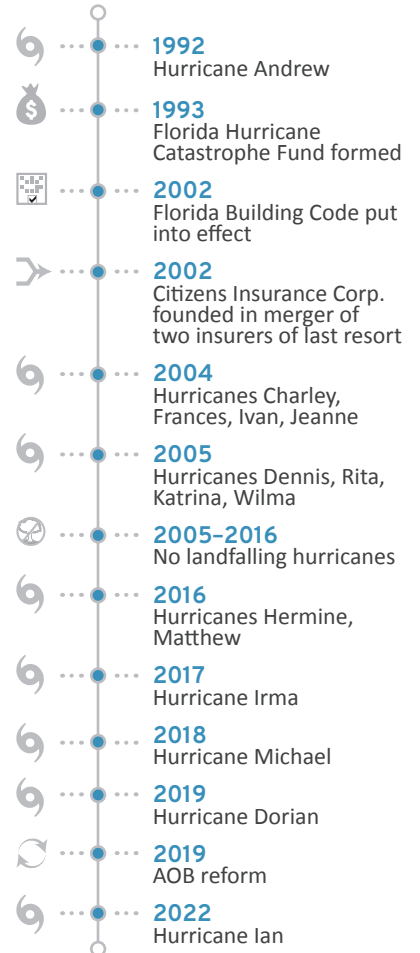 1992
Hurricane Andrew
$
1993
Florida Hurricane
Catastrophe Fund formed
2002
Florida Building Code put
into effect
2002
Citizens Insurance Corp.
founded in merger of
two insurers of last resort
2004
Hurricanes Charley,
Frances, Ivan, Jeanne
2005
Hurricanes Dennis, Rita,
Katrina, Wilma
2005–2016
No landfalling hurricanes
2016
Hurricanes Hermine,
Matthew
2017
Hurricane Irma
2018
Hurricane Michael
2019
Hurricane Dorian
2019
AOB reform
2022
Hurricane Ian